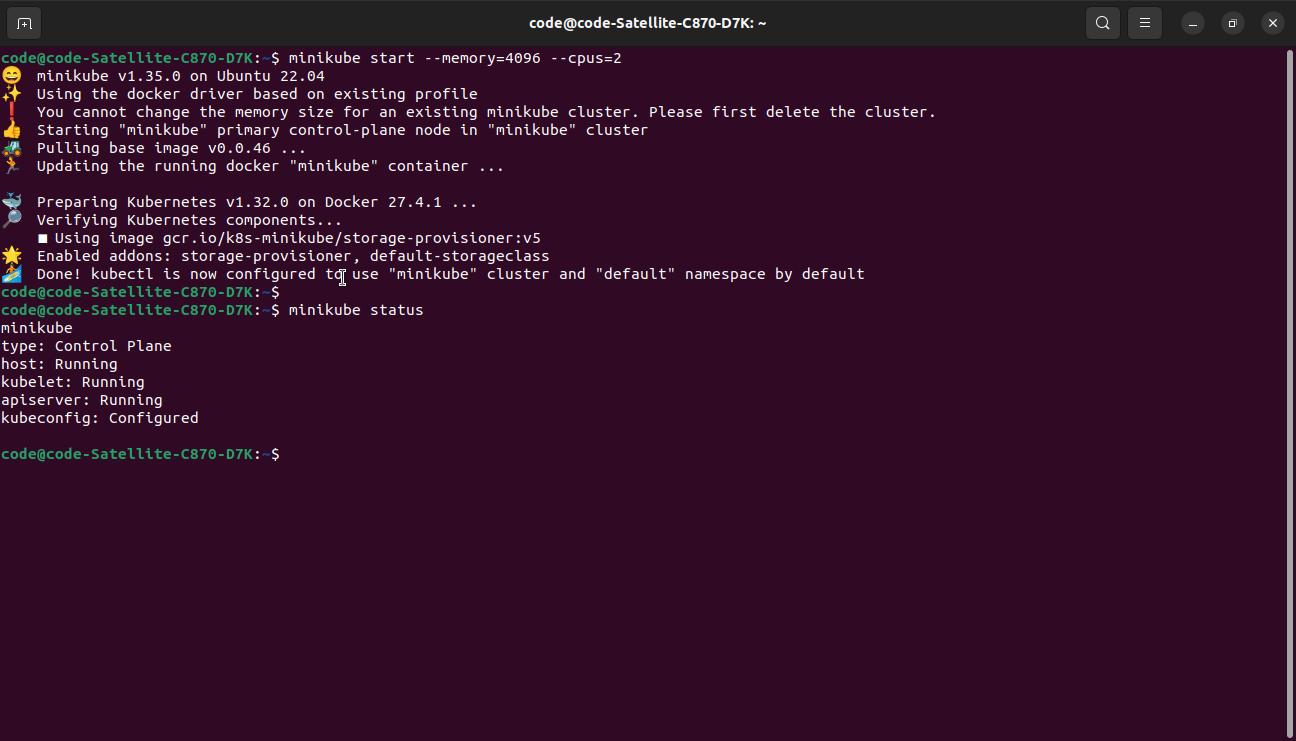 code@code-Satellite-C870-D7K: ~
code@code-Satellite-C870-D7K:~$ minikube start --memory=4096 --cpus=2
😄  minikube v1.35.0 on Ubuntu 22.04
✨  Using the docker driver based on existing profile
❗  You cannot change the memory size for an existing minikube cluster. Please first delete the cluster.
👍  Starting "minikube" primary control-plane node in "minikube" cluster
🚜  Pulling base image v0.0.46 ...
🏃  Updating the running docker "minikube" container ...
🐳  Preparing Kubernetes v1.32.0 on Docker 27.4.1 ...
🔎  Verifying Kubernetes components...
    ■ Using image gcr.io/k8s-minikube/storage-provisioner:v5
🌟  Enabled addons: storage-provisioner, default-storageclass
🏄  Done! kubectl is now configured to use "minikube" cluster and "default" namespace by default
code@code-Satellite-C870-D7K:~$
code@code-Satellite-C870-D7K:~$ minikube status
minikube
type: Control Plane
host: Running
kubelet: Running
apiserver: Running
kubeconfig: Configured
code@code-Satellite-C870-D7K:~$